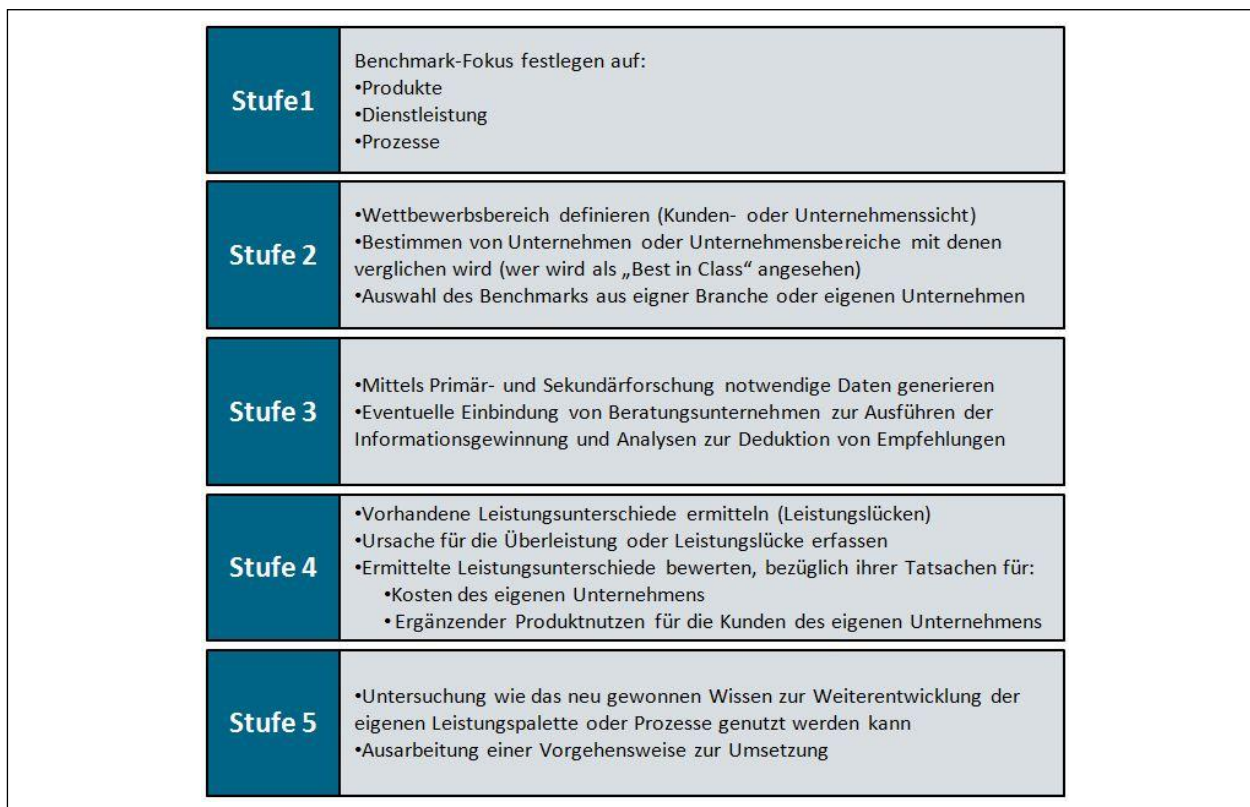 Stufe1
Benchmark-Fokus festlegen auf:
•Produkte
•Dienstleistung
•Prozesse
Stufe 2
•Wettbewerbsbereich definieren (Kunden- oder Unternehmenssicht)
•Bestimmen von Unternehmen oder Unternehmensbereiche mit denen
verglichen wird (wer wird als „Best in Class“ angesehen)
•Auswahl des Benchmarks aus eigner Branche oder eigenen Unternehmen
Stufe 3
•Mittels Primär- und Sekundärforschung notwendige Daten generieren
•Eventuelle Einbindung von Beratungsunternehmen zur Ausführen der
Informationsgewinnung und Analysen zur Deduktion von Empfehlungen
Stufe 4
•Vorhandene Leistungsunterschiede ermitteln (Leistungslücken)
•Ursache für die Überleistung oder Leistungslücke erfassen
•Ermittelte Leistungsunterschiede bewerten, bezüglich ihrer Tatsachen für:
•Kosten des eigenen Unternehmens
•Ergänzender Produktnutzen für die Kunden des eigenen Unternehmens
Stufe 5
•Untersuchung wie das neu gewonnen Wissen zur Weiterentwicklung der
eigenen Leistungspalette oder Prozesse genutzt werden kann
•Ausarbeitung einer Vorgehensweise zur Umsetzung